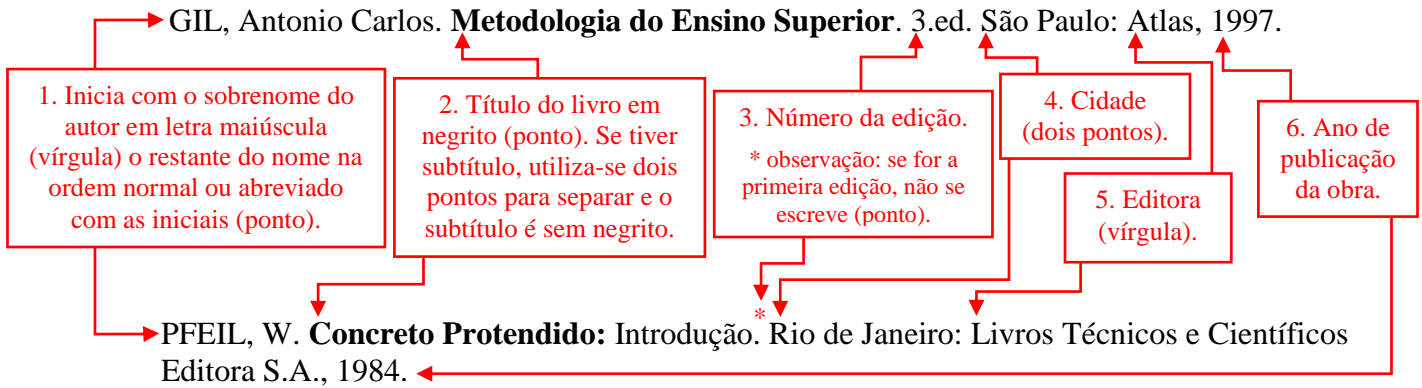 GIL, Antonio Carlos. Metodologia do Ensino Superior. 3.ed. São Paulo: Atlas, 1997.
1. Inicia com o sobrenome do
autor em letra maiúscula
(vírgula) o restante do nome na
ordem normal ou abreviado
com as iniciais (ponto).
2. Título do livro em
negrito (ponto). Se tiver
subtítulo, utiliza-se dois
pontos para separar e o
subtítulo é sem negrito.
3. Número da edição.
* observação: se for a
primeira edição, não se
escreve (ponto).
4. Cidade
(dois pontos).
5. Editora
(vírgula).
6. Ano de
publicação
da obra.
*
PFEIL, W. Concreto Protendido: Introdução. Rio de Janeiro: Livros Técnicos e Científicos
Editora S.A., 1984.